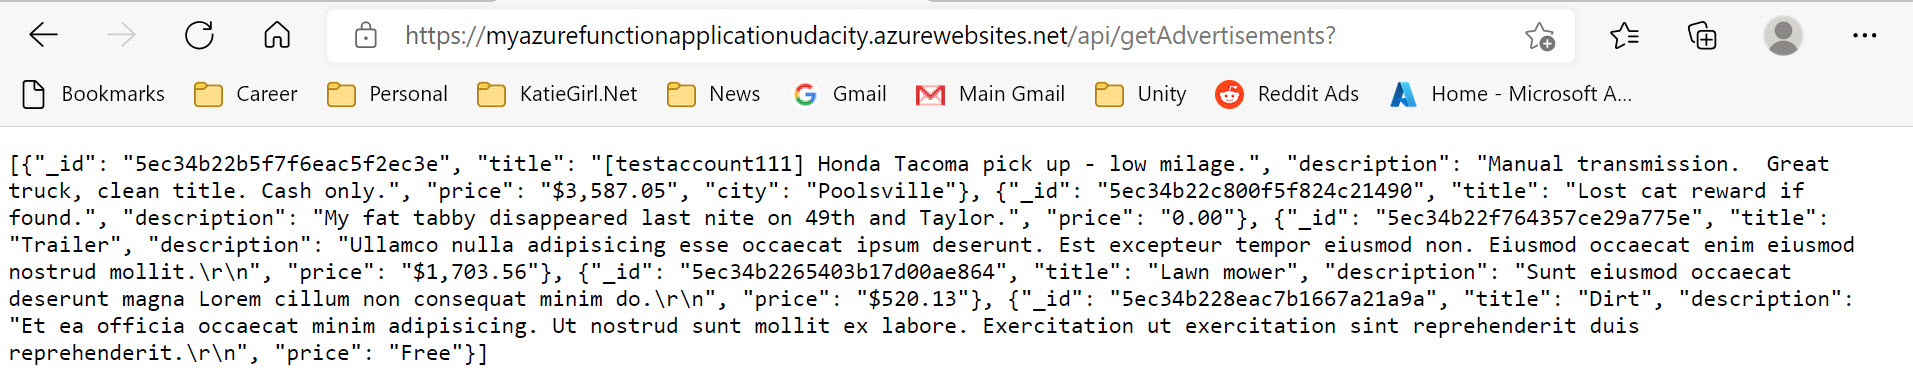 https://myazurefunctionapplicationudacity.azurewebsites.net/api/getAdvertisements?
Bookmarks Career Personal KatieGirl.Net News Gmail Main Gmail Unity Reddit Ads Home - Microsoft A...
[{"_id": "5ec34b22b5f7f6eac5f2ec3e", "title": "[testaccount111] Honda Tacoma pick up - low milage.", "description": "Manual transmission.  Great
truck, clean title. Cash only.", "price": "$3,587.05", "city": "Poolsville"}, {"_id": "5ec34b22c800f5f824c21490", "title": "Lost cat reward if
found.", "description": "My fat tabby disappeared last nite on 49th and Taylor.", "price": "0.00"}, {"_id": "5ec34b22f764357ce29a775e", "title":
"Trailer", "description": "Ullamco nulla adipisicing esse occaecat ipsum deserunt. Est excepteur tempor eiusmod non. Eiusmod occaecat enim eiusmod
nostrud mollit.\r\n", "price": "$1,703.56"}, {"_id": "5ec34b2265403b17d00ae864", "title": "Lawn mower", "description": "Sunt eiusmod occaecat
deserunt magna Lorem cillum non consequat minim do.\r\n", "price": "$520.13"}, {"_id": "5ec34b228eac7b1667a21a9a", "title": "Dirt", "description":
"Et ea officia occaecat minim adipisicing. Ut nostrud sunt mollit ex labore. Exercitation ut exercitation sint reprehenderit duis
reprehenderit.\r\n", "price": "Free"}]